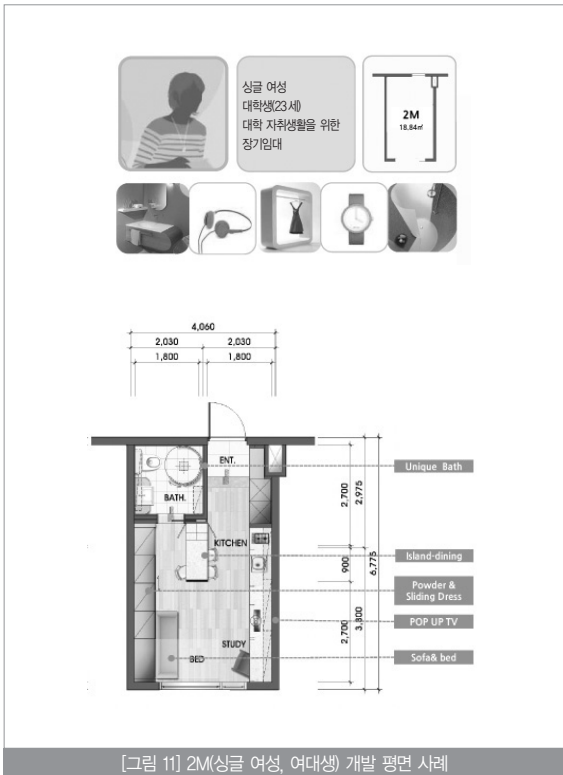 싱글 여성
대학생(23세)
대학 자취생활을 위한
장기임대
2M
18.84㎡
4,060
2,030 2,030
1,800 1,800
ENT.
Unique Bath
BATH.
2,700
2,975
KITCHEN
Island-dining
900
6,775
Powder &
Sliding Dress
POP UP TV
2,700
3,800
STUDY
BED
Sofa& bed
[그림 11] 2M(싱글 여성, 여대생) 개발 평면 사례